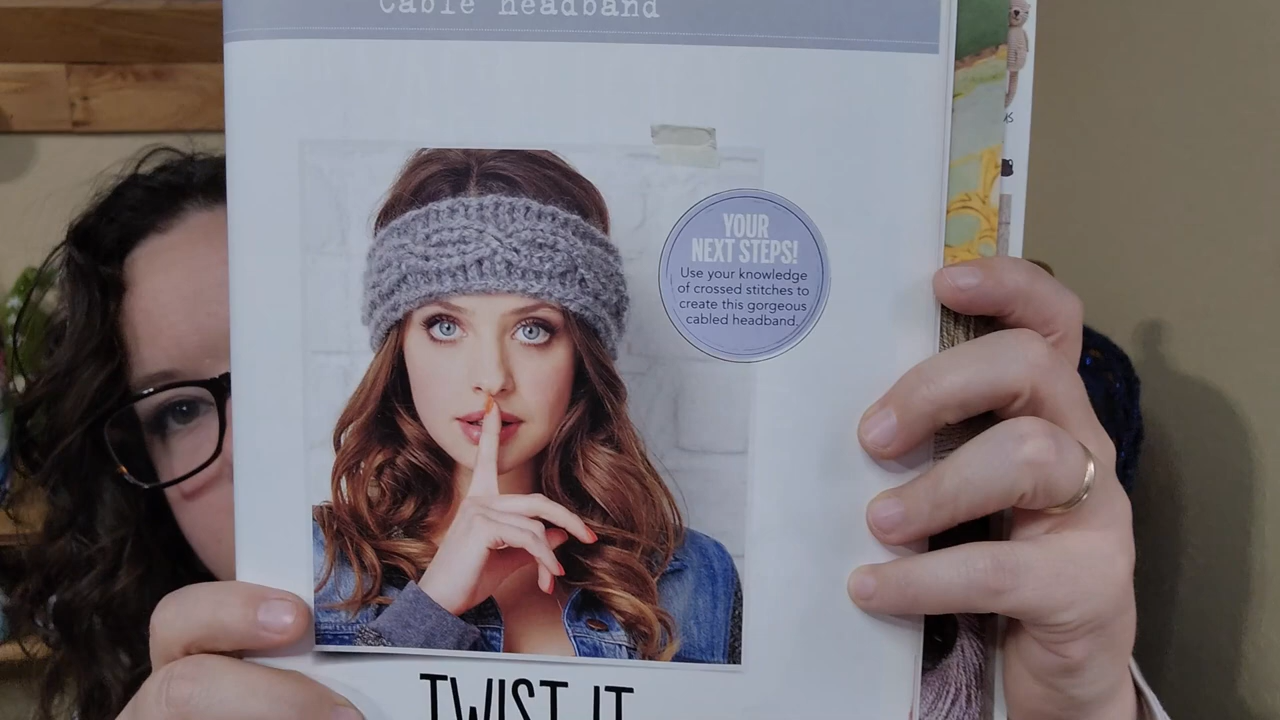 Cable headband
YOUR
NEXT STEPS!
Use your knowledge
of crossed stitches to
create this gorgeous
cabled headband.
TWIST IT